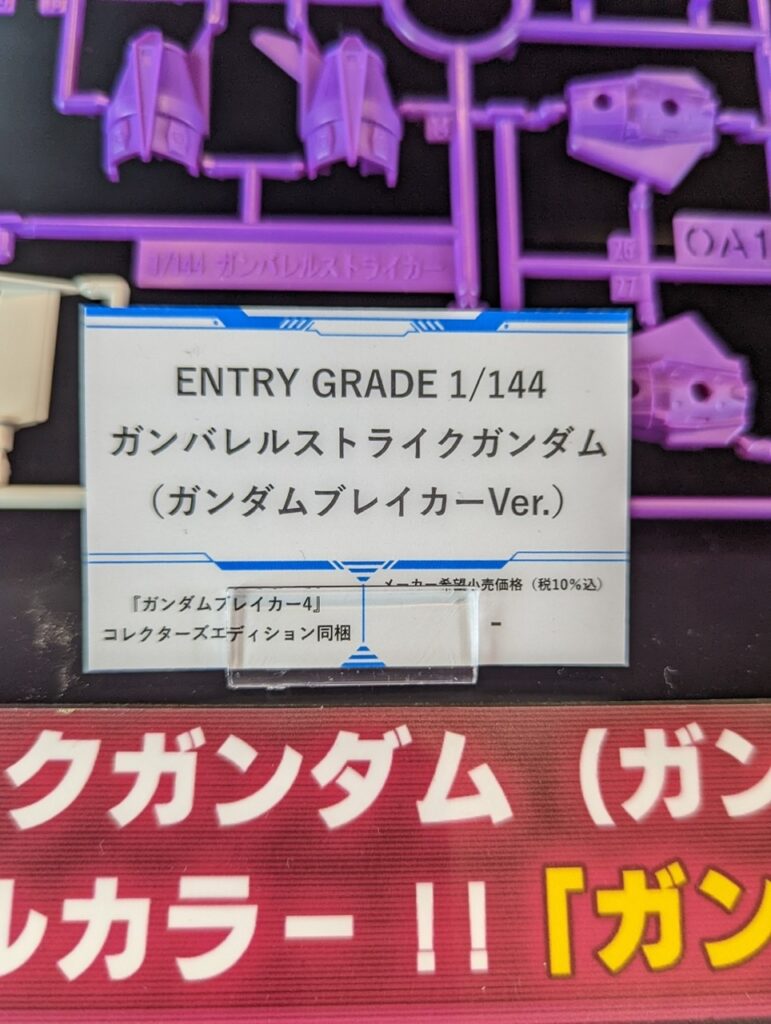 1/144 ガンバレルストライカー
OA1
26
27
ENTRY GRADE 1/144
ガンバレルストライクガンダム
（ガンダムブレイカーVer.）
『ガンダムブレイカー4』
コレクターズエディション同梱
メーカー希望小売価格（税10％込）
-
クガンダム（ガン
ルカラー!!「ガン